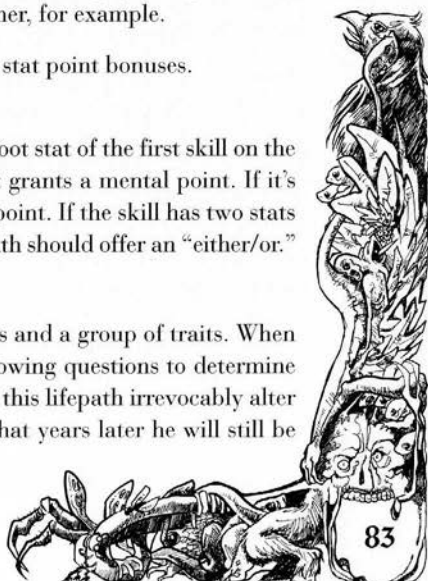 ner, for example.
stat point bonuses.
oot stat of the first skill on the
t grants a mental point. If it's
point. If the skill has two stats
th should offer an “either/or.”
s and a group of traits. When
owing questions to determine
this lifepath irrevocably alter
hat years later he will still be
83